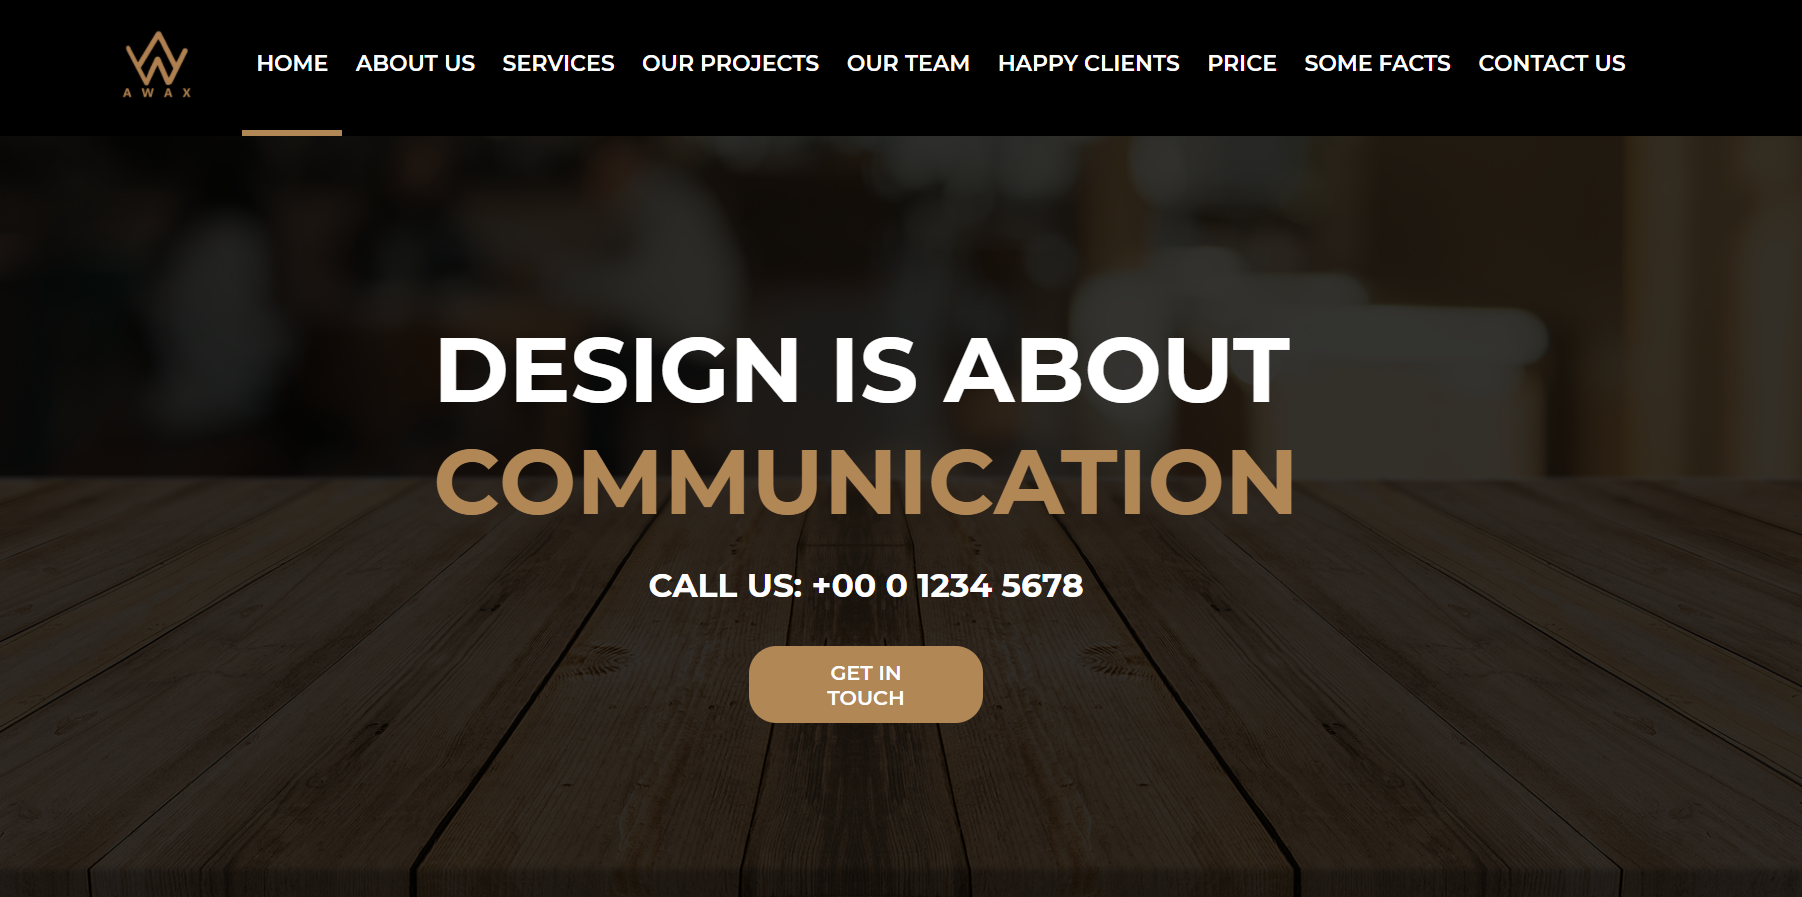 AWAX
HOME ABOUT US SERVICES OUR PROJECTS OUR TEAM HAPPY CLIENTS PRICE SOME FACTS CONTACT US
DESIGN IS ABOUT
COMMUNICATION
CALL US: +00 0 1234 5678
GET IN
TOUCH